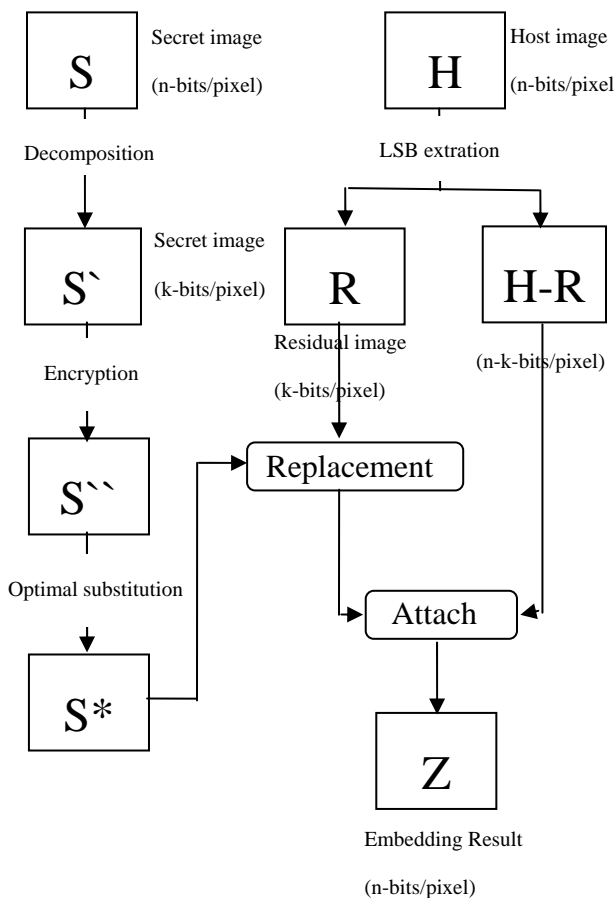 S
Secret image
(n-bits/pixel)
H
Host image
(n-bits/pixel
Decomposition
LSB extration
S`
Secret image
(k-bits/pixel)
R
H-R
Residual image
(k-bits/pixel)
(n-k-bits/pixel)
Encryption
S``
Replacement
Optimal substitution
Attach
S*
Z
Embedding Result
(n-bits/pixel)